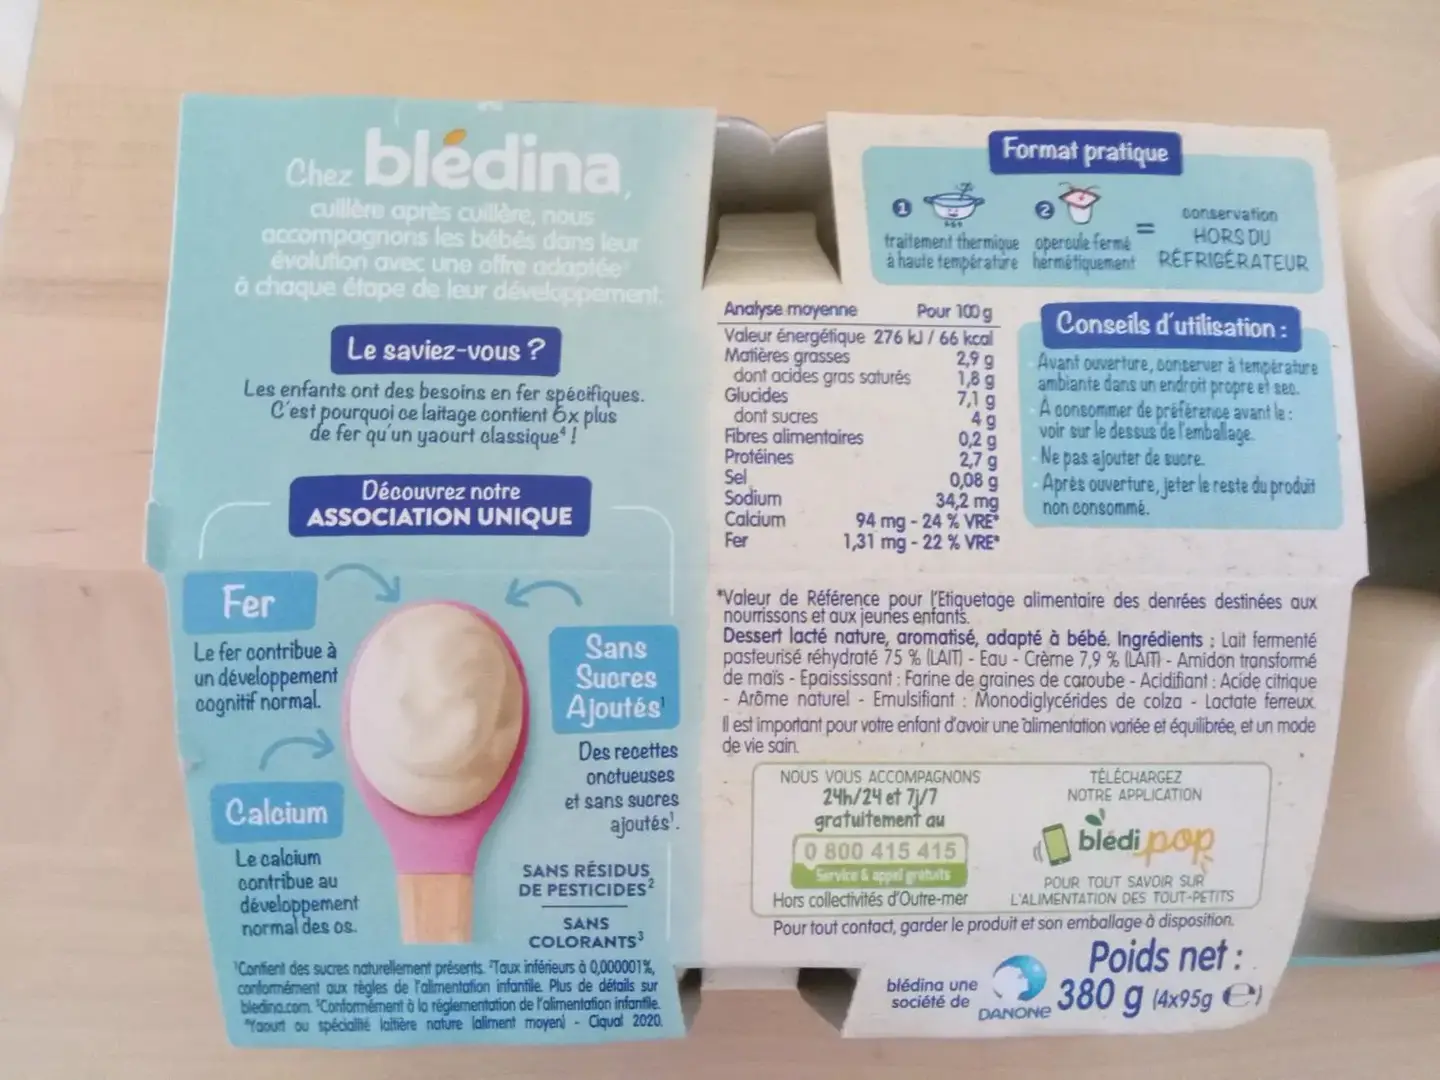 Chez blédina,
cuillère après cuillère, nous
accompagnons les bébés dans leur
évolution avec une offre adaptée
à chaque étape de leur développement.
Le saviez-vous ?
Les enfants ont des besoins en fer spécifiques.
C'est pourquoi ce laitage contient 6x plus
de fer qu'un yaourt classique⁴ !
Découvrez notre
ASSOCIATION UNIQUE
Fer
Le fer contribue à
un développement
cognitif normal.
Sans
Sucres
Ajoutés¹
Des recettes
onctueuses
et sans sucres
ajoutés¹.
Calcium
Le calcium
contribue au
développement
normal des os.
SANS RÉSIDUS
DE PESTICIDES²
SANS
COLORANTS³
¹Contient des sucres naturellement présents. ²Taux inférieurs à 0,000001%,
conformément aux règles de l'alimentation infantile. Plus de détails sur
bledina.com. ³Conformément à la réglementation de l'alimentation infantile.
⁴Yaourt ou spécialité laitière nature (aliment moyen) - Ciqual 2020.
Format pratique
1 2
traitement thermique
à haute température
opercule fermé
hermétiquement
=
conservation
HORS DU
RÉFRIGÉRATEUR
Analyse moyenne Pour 100 g
Valeur énergétique 276 kJ / 66 kcal
Matières grasses 2,9 g
dont acides gras saturés 1,8 g
Glucides 7,1 g
dont sucres 4 g
Fibres alimentaires 0,2 g
Protéines 2,7 g
Sel 0,08 g
Sodium 34,2 mg
Calcium 94 mg - 24 % VRE*
Fer 1,31 mg - 22 % VRE*
Conseils d'utilisation :
- Avant ouverture, conserver à température
ambiante dans un endroit propre et sec.
- À consommer de préférence avant le :
voir sur le dessus de l'emballage.
- Ne pas ajouter de sucre.
- Après ouverture, jeter le reste du produit
non consommé.
*Valeur de Référence pour l'Etiquetage alimentaire des denrées destinées aux
nourrissons et aux jeunes enfants.
Dessert lacté nature, aromatisé, adapté à bébé. Ingrédients : Lait fermenté
pasteurisé réhydraté 75 % (LAIT) - Eau - Crème 7,9 % (LAIT) - Amidon transformé
de maïs - Epaississant : Farine de graines de caroube - Acidifiant : Acide citrique
- Arôme naturel - Emulsifiant : Monodiglycérides de colza - Lactate ferreux.
Il est important pour votre enfant d'avoir une alimentation variée et équilibrée, et un mode
de vie sain.
NOUS VOUS ACCOMPAGNONS
24h/24 et 7j/7
gratuitement au
0 800 415 415
Service & appel gratuits
Hors collectivités d'Outre-mer
TÉLÉCHARGEZ
NOTRE APPLICATION
blédi pop
POUR TOUT SAVOIR SUR
L'ALIMENTATION DES TOUT-PETITS
Pour tout contact, garder le produit et son emballage à disposition.
blédina une
société de
DANONE
Poids net :
380 g (4x95g ℮)